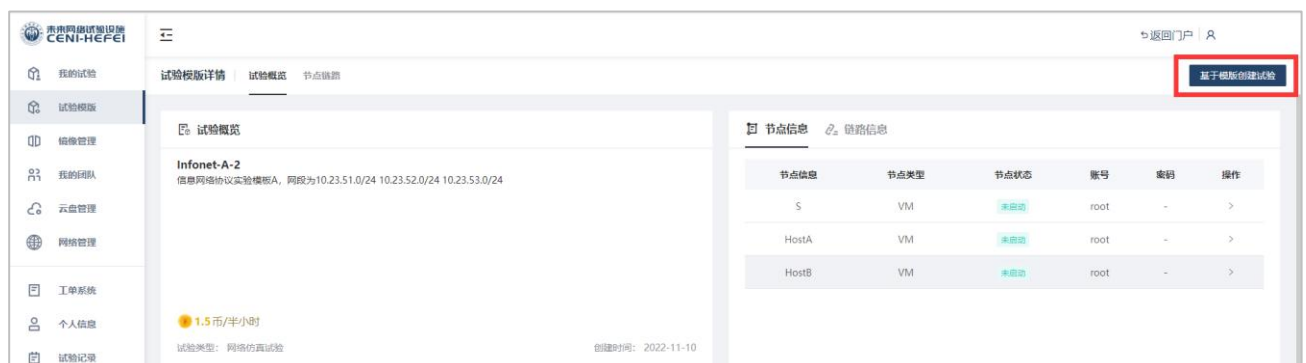 未来网络试验设施
CENI-HEFEI
返回门户
我的试验
试验模版
镜像管理
我的团队
云盘管理
网络管理
工单系统
个人信息
试验记录
试验模版详情 试验概览 节点链路
基于模版创建试验
试验概览
Infonet-A-2
信息网络协议实验模板A，网段为10.23.51.0/24 10.23.52.0/24 10.23.53.0/24
1.5币/半小时
试验类型： 网络仿真试验 创建时间： 2022-11-10
节点信息 链路信息
节点信息 节点类型 节点状态 账号 密码 操作
S VM 未启动 root - >
HostA VM 未启动 root - >
HostB VM 未启动 root - >